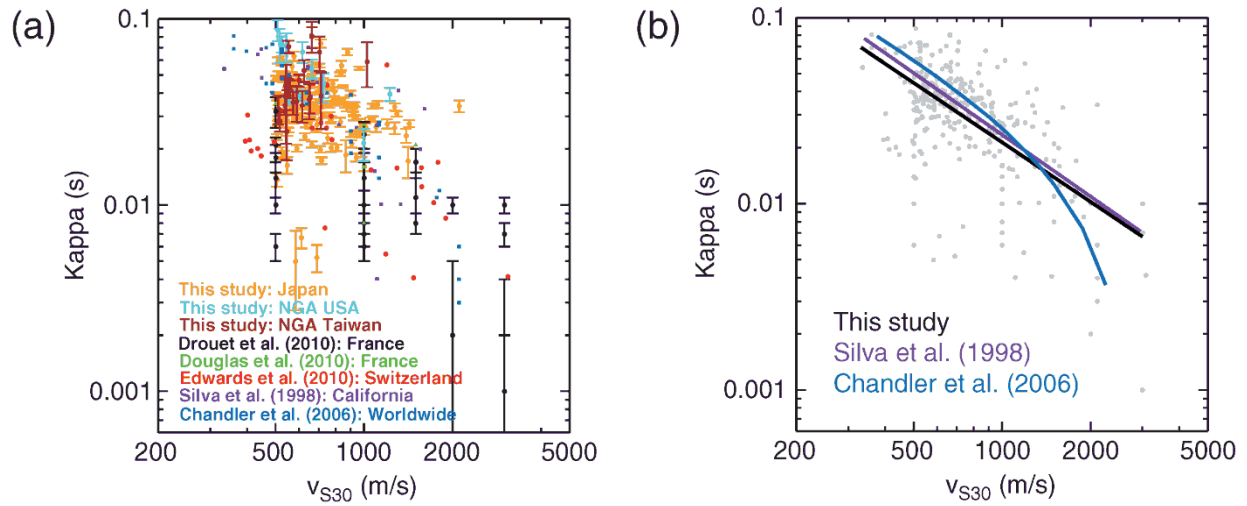 (a)
Kappa (s)
0.1
0.01
0.001
This study: Japan
This study: NGA USA
This study: NGA Taiwan
Drouet et al. (2010): France
Douglas et al. (2010): France
Edwards et al. (2010): Switzerland
Silva et al. (1998): California
Chandler et al. (2006): Worldwide
200 500 1000 2000 5000
vS30 (m/s)
(b)
Kappa (s)
0.1
0.01
0.001
This study
Silva et al. (1998)
Chandler et al. (2006)
200 500 1000 2000 5000
vS30 (m/s)